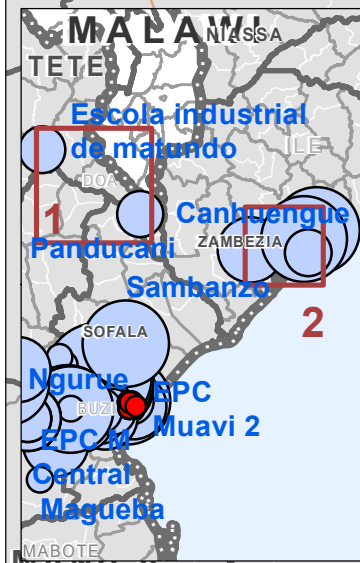 MALAWI
NIASSA
TETE
Escola industrial
de matundo
ILE
DOA
1
Canhuengue
ZAMBEZIA
Panducani
Sambanzo
2
SOFALA
Ngurue
EPC
BUZI
Muavi 2
EPC M
Central
Magueba
MABOTE